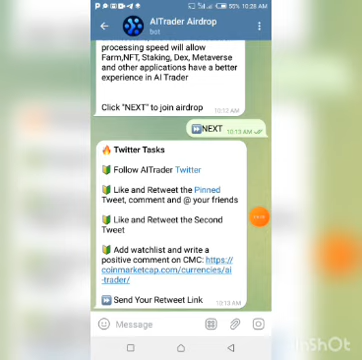 55% 10:28 AM
AITrader Airdrop
bot
processing speed will allow
Farm,NFT, Staking, Dex, Metaverse
and other applications have a better
experience in AI Trader
Click "NEXT" to join airdrop
10:12 AM
⏩NEXT 10:13 AM
🔥 Twitter Tasks
🔰 Follow AITrader Twitter
🔰 Like and Retweet the Pinned
Tweet, comment and @ your friends
🔰 Like and Retweet the Second
Tweet
🔰 Add watchlist and write a
positive comment on CMC: https://
coinmarketcap.com/currencies/ai
-trader/
⏩ Send Your Retweet Link
10:13 AM
Message
InShOt